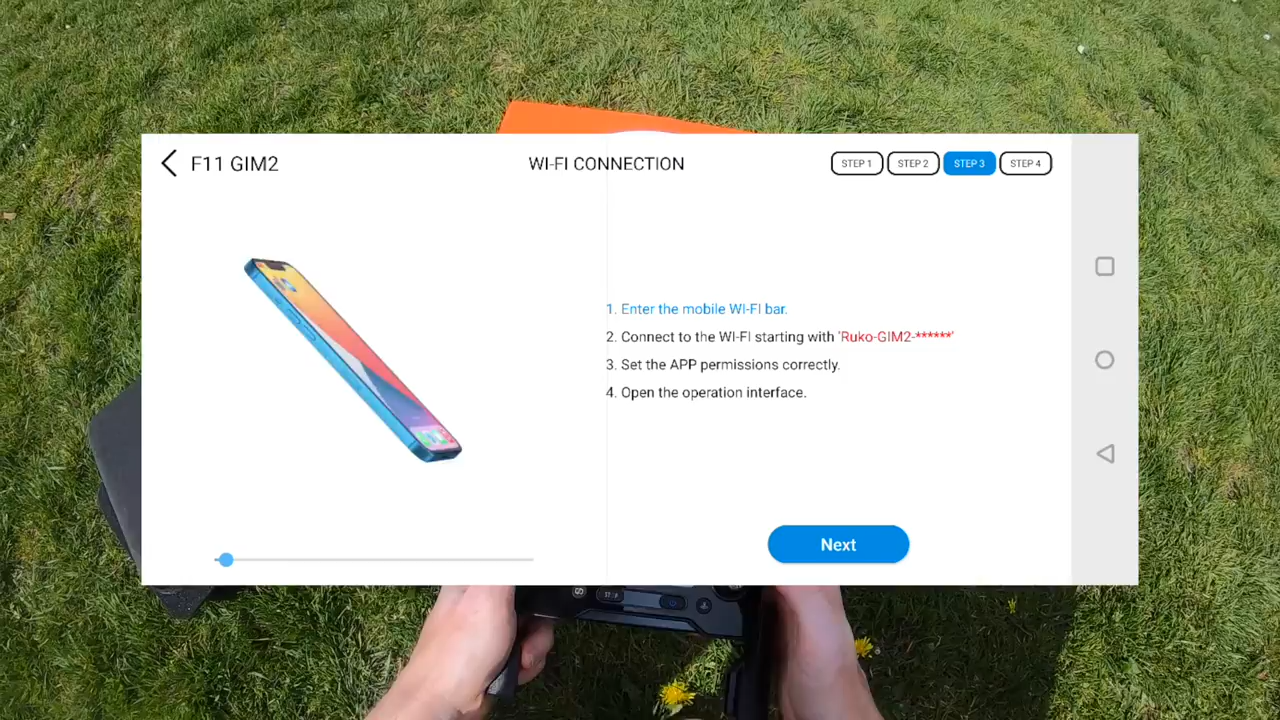 F11 GIM2
WI-FI CONNECTION
STEP 1
STEP 2
STEP 3
STEP 4
1. Enter the mobile WI-FI bar.
2. Connect to the WI-FI starting with 'Ruko-GIM2-******'
3. Set the APP permissions correctly.
4. Open the operation interface.
Next